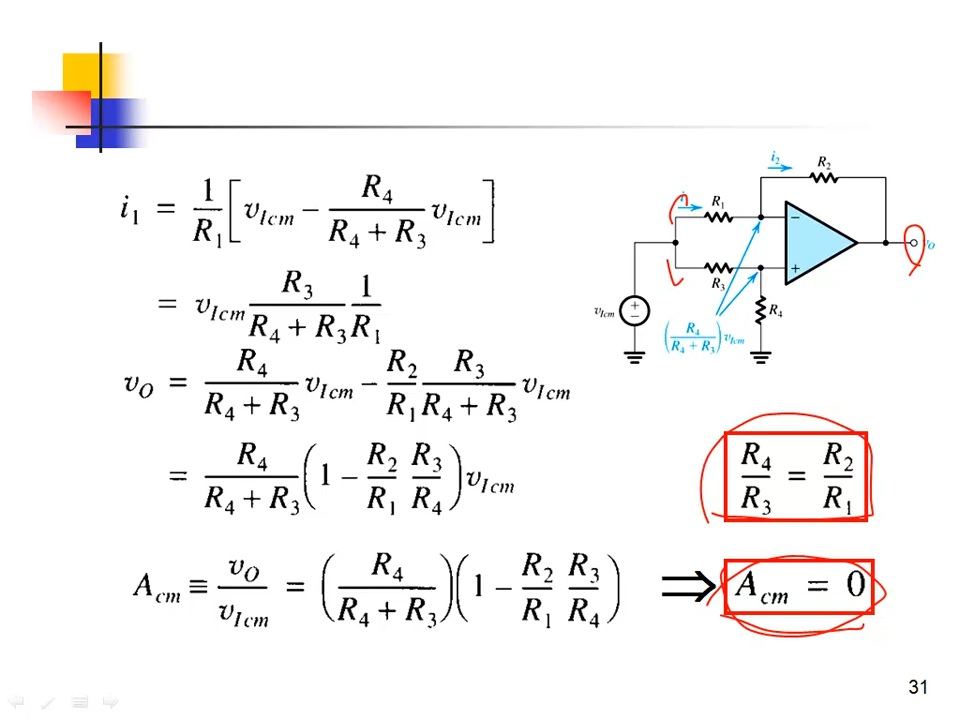 i₁ = 1/R₁ [v_Icm − R₄/(R₄ + R₃) v_Icm]
= v_Icm R₃/(R₄ + R₃) 1/R₁
v_O = R₄/(R₄ + R₃) v_Icm − R₂/R₁ R₃/(R₄ + R₃) v_Icm
= R₄/(R₄ + R₃) (1 − R₂/R₁ R₃/R₄) v_Icm
A_cm ≡ v_O/v_Icm = (R₄/(R₄ + R₃)) (1 − R₂/R₁ R₃/R₄)
⇒ A_cm = 0
R₄/R₃ = R₂/R₁
i₂
R₂
i₁
R₁
−
+
R₃
R₄
v_O
v_Icm
+
−
(R₄/(R₄ + R₃)) v_Icm
31